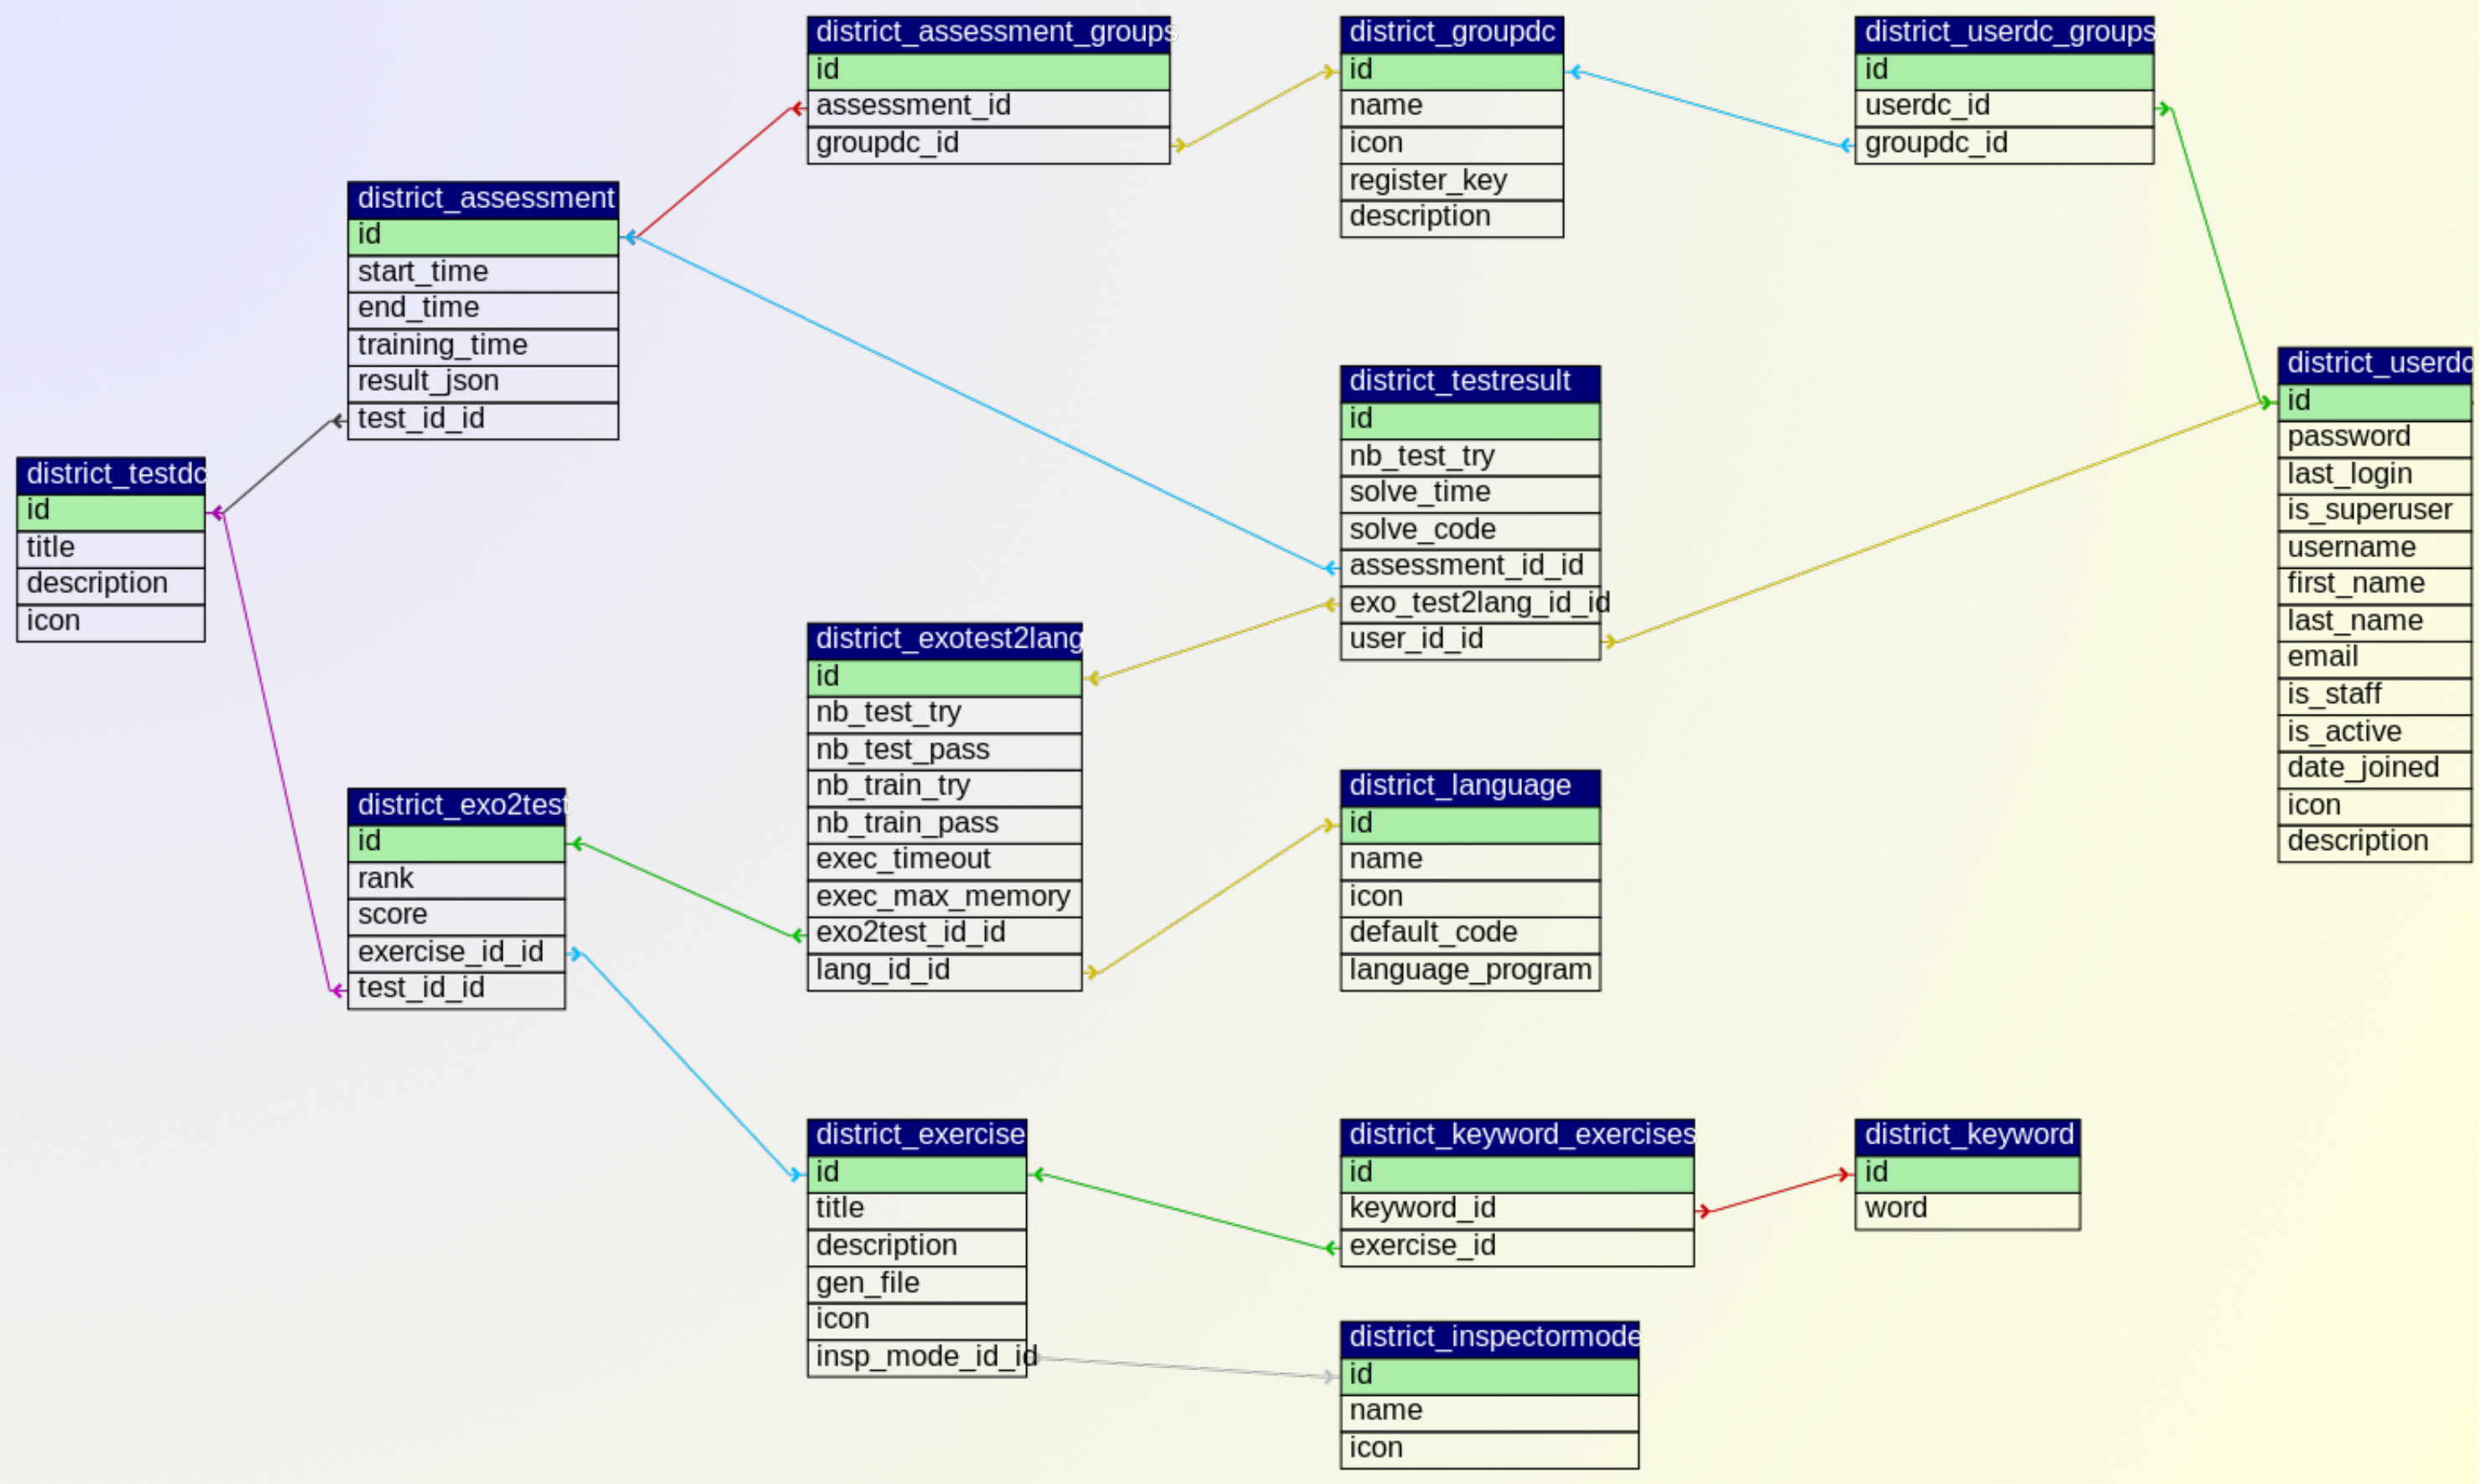 district_assessment_groups
id
assessment_id
groupdc_id
district_groupdc
id
name
icon
register_key
description
district_userdc_groups
id
userdc_id
groupdc_id
district_assessment
id
start_time
end_time
training_time
result_json
test_id_id
district_testdc
id
title
description
icon
district_testresult
id
nb_test_try
solve_time
solve_code
assessment_id_id
exo_test2lang_id_id
user_id_id
district_userdc
id
password
last_login
is_superuser
username
first_name
last_name
email
is_staff
is_active
date_joined
icon
description
district_exotest2lang
id
nb_test_try
nb_test_pass
nb_train_try
nb_train_pass
exec_timeout
exec_max_memory
exo2test_id_id
lang_id_id
district_language
id
name
icon
default_code
language_program
district_exo2test
id
rank
score
exercise_id_id
test_id_id
district_exercise
id
title
description
gen_file
icon
insp_mode_id_id
district_keyword_exercises
id
keyword_id
exercise_id
district_keyword
id
word
district_inspectormode
id
name
icon